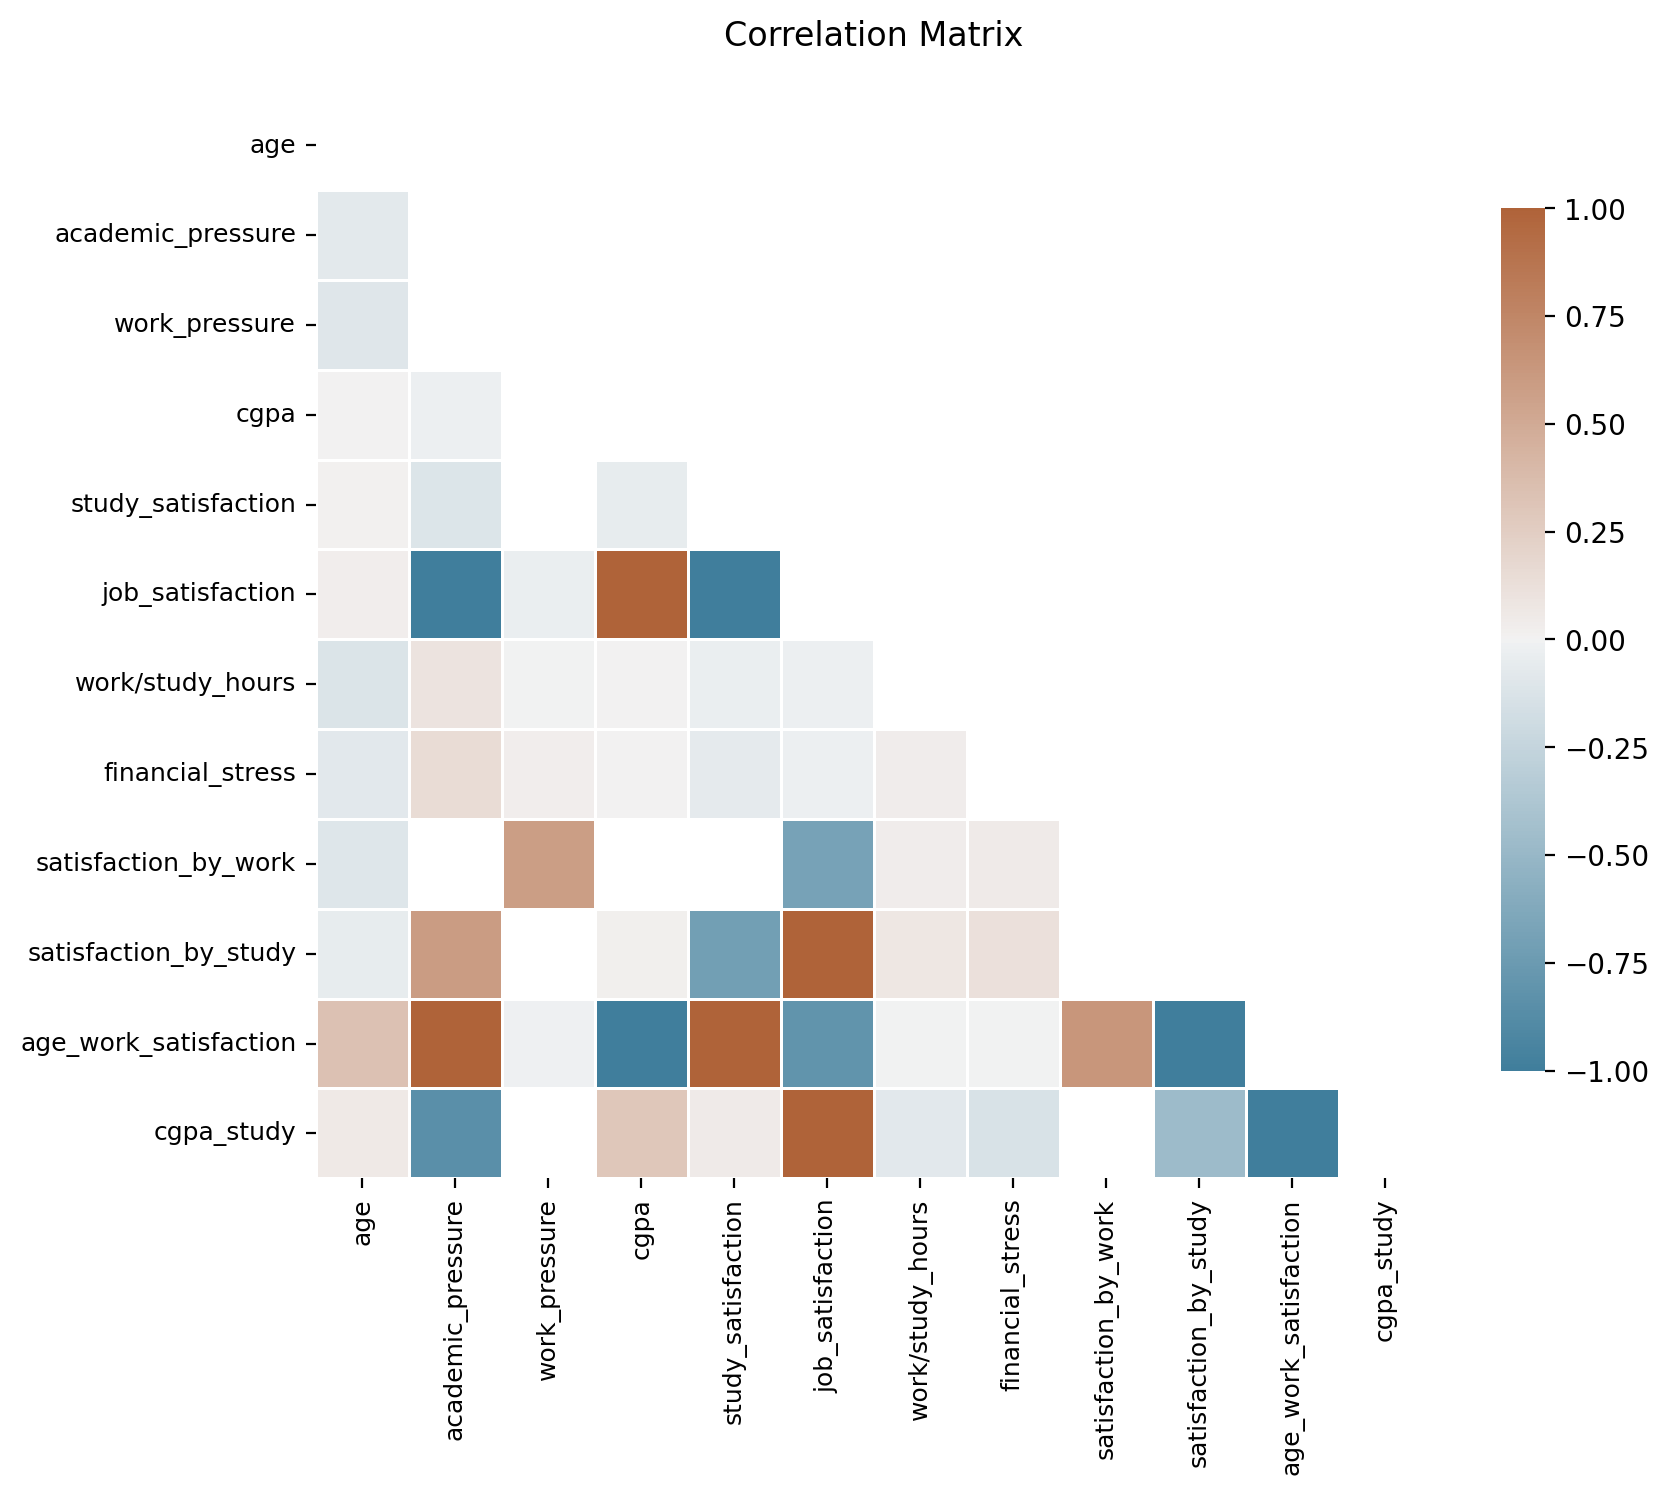 Correlation Matrix
age
academic_pressure
work_pressure
cgpa
study_satisfaction
job_satisfaction
work/study_hours
financial_stress
satisfaction_by_work
satisfaction_by_study
age_work_satisfaction
cgpa_study
age
academic_pressure
work_pressure
cgpa
study_satisfaction
job_satisfaction
work/study_hours
financial_stress
satisfaction_by_work
satisfaction_by_study
age_work_satisfaction
cgpa_study
1.00
0.75
0.50
0.25
0.00
−0.25
−0.50
−0.75
−1.00